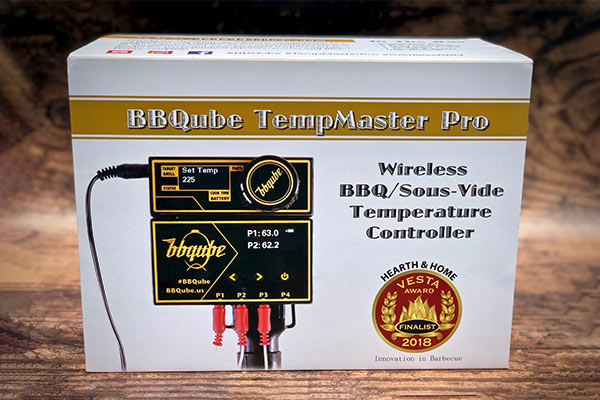 BBQube TempMaster Pro
Wireless
BBQ/Sous-Vide
Temperature
Controller
TARGET
GRILL
STATUS
Set Temp
225
COOK TIME
BATTERY
bbqube
bbqube
P1:63.0
P2:62.2
#BBQube
BBQube.us
< >
P1 P2 P3 P4
HEARTH & HOME
VESTA
AWARD
FINALIST
2018
Innovation in Barbecue